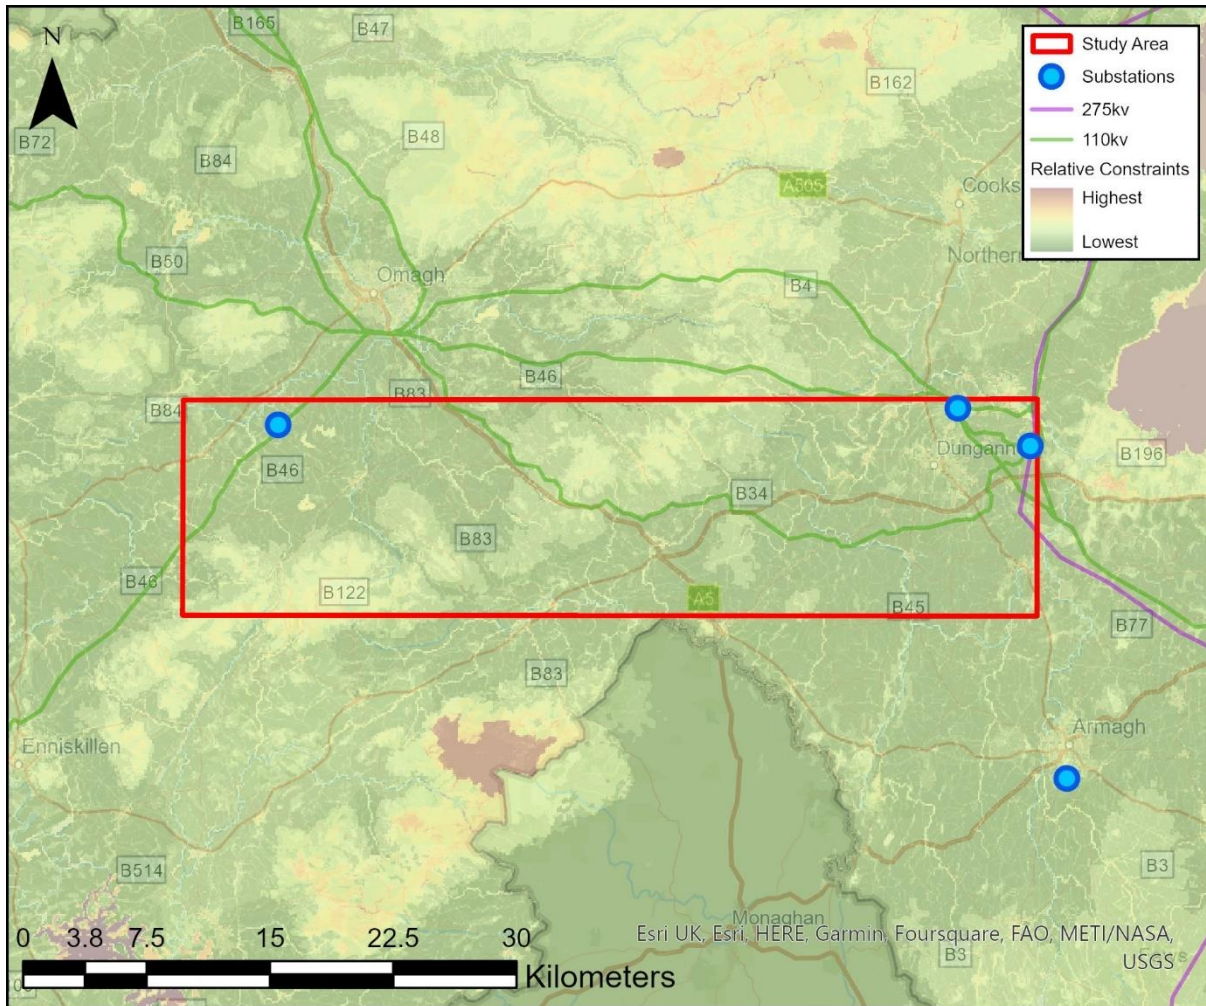 B165
B47
N
B162
B72
B48
B84
A505
Cooks
B50
Northern
Omagh
B4
B46
B83
B84
Dungann
B196
B46
B34
B83
B46
B122
A5
B45
B77
B83
Armagh
Enniskillen
B514
B3
Monaghan
B3
Study Area
Substations
275kv
110kv
Relative Constraints
Highest
Lowest
0 3.8 7.5 15 22.5 30
Kilometers
Esri UK, Esri, HERE, Garmin, Foursquare, FAO, METI/NASA,
USGS